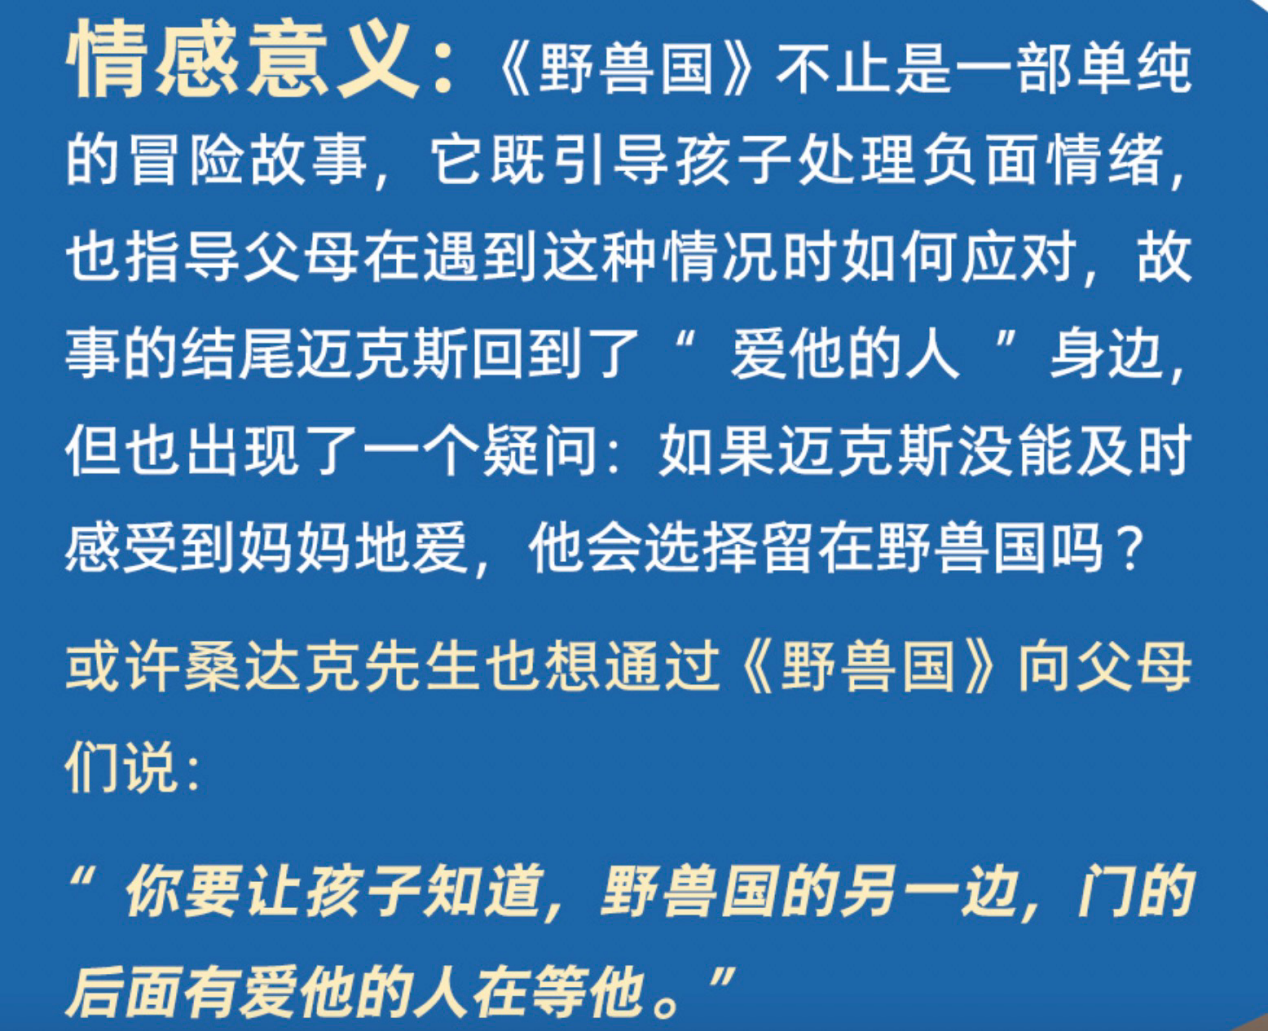 情感意义：《野兽国》不止是一部单纯
的冒险故事，它既引导孩子处理负面情绪，
也指导父母在遇到这种情况时如何应对，故
事的结尾迈克斯回到了“ 爱他的人 ”身边，
但也出现了一个疑问：如果迈克斯没能及时
感受到妈妈地爱，他会选择留在野兽国吗？
或许桑达克先生也想通过《野兽国》向父母
们说：
“ 你要让孩子知道，野兽国的另一边，门的
后面有爱他的人在等他。”